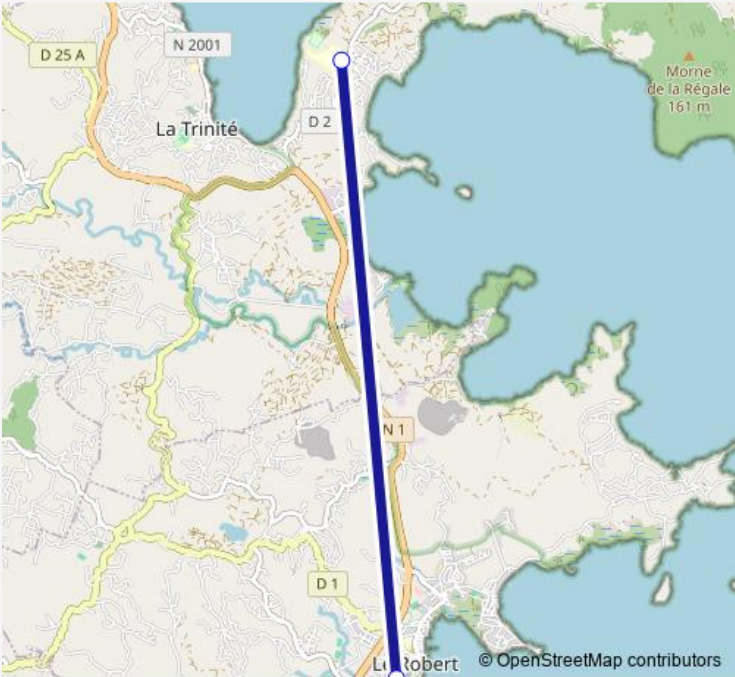 N 2001
D 25 A
Morne
de la Régale
161 m
D 2
La Trinité
N 1
D 1
Le Robert
© OpenStreetMap contributors